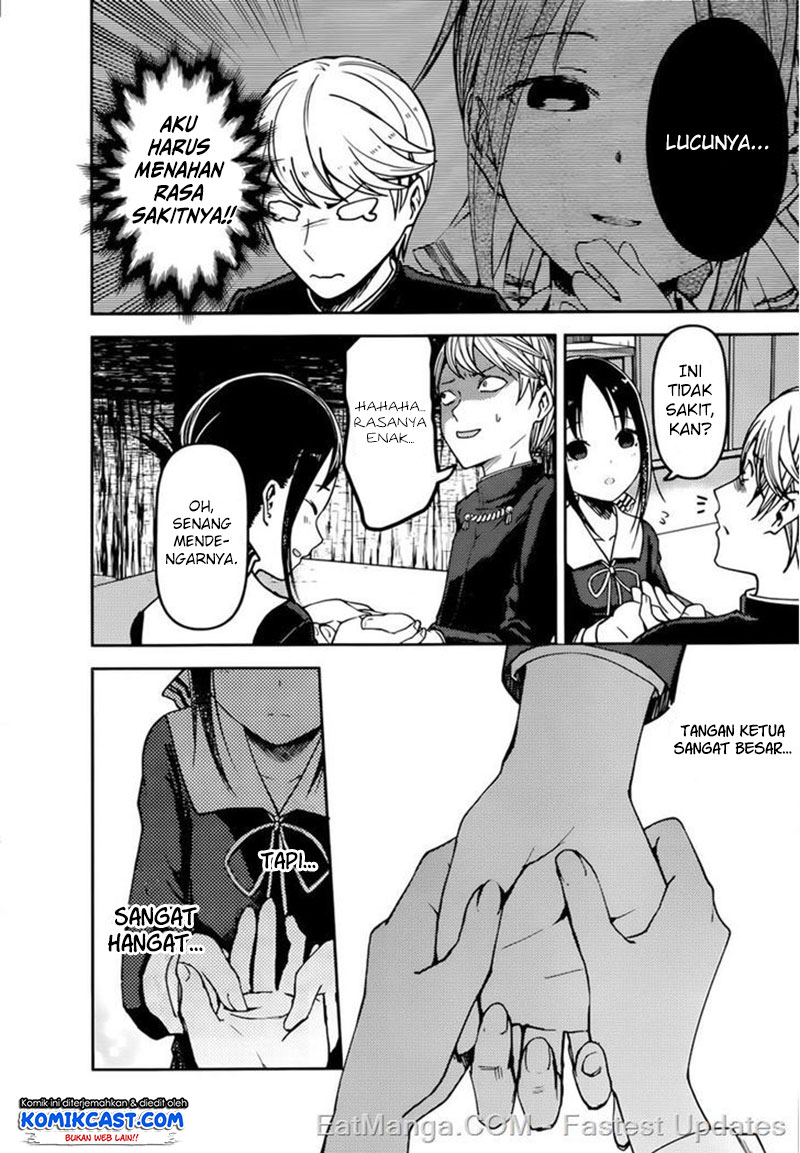 LUCUNYA...
AKU
HARUS
MENAHAN
RASA
SAKITNYA!!
INI
TIDAK
SAKIT,
KAN?
HAHAHA...
RASANYA
ENAK...
OH,
SENANG
MENDE-
NGARNYA.
TANGAN KETUA
SANGAT BESAR...
TAPI...
SANGAT
HANGAT...
Komik ini diterjemahkan & diedit oleh
KOMIKCAST.COM
BUKAN WEB LAIN!!
EatManga.COM - Fastest Updates